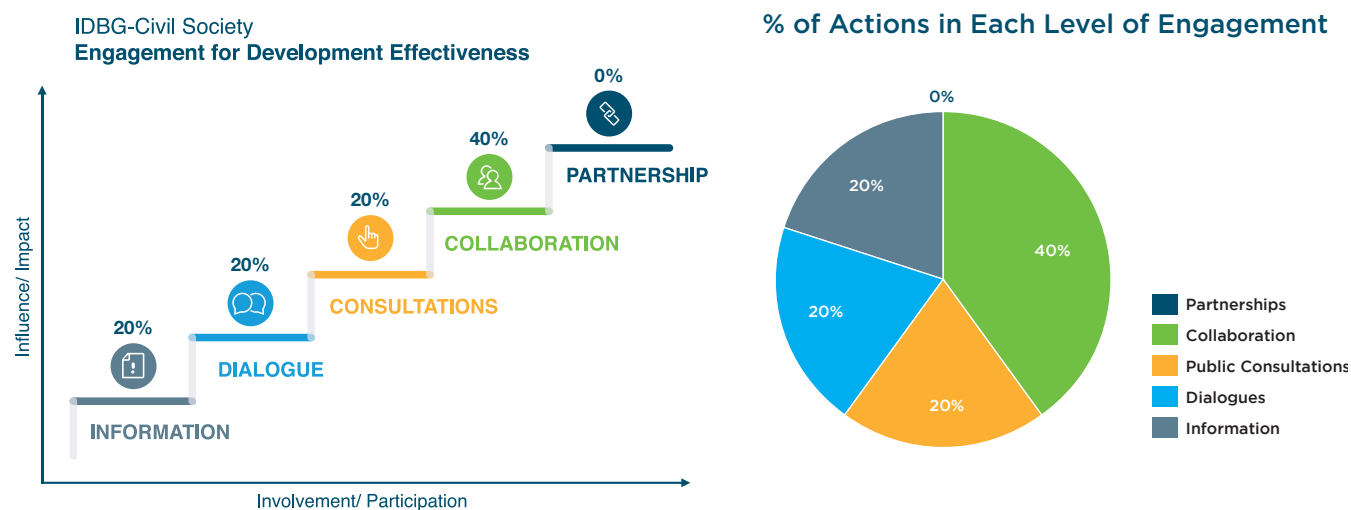 IDBG-Civil Society
Engagement for Development Effectiveness
0%
40%
PARTNERSHIP
20%
COLLABORATION
20%
CONSULTATIONS
20%
DIALOGUE
INFORMATION
Influence/ Impact
Involvement/ Participation
% of Actions in Each Level of Engagement
0%
20%
40%
20%
20%
Partnerships
Collaboration
Public Consultations
Dialogues
Information